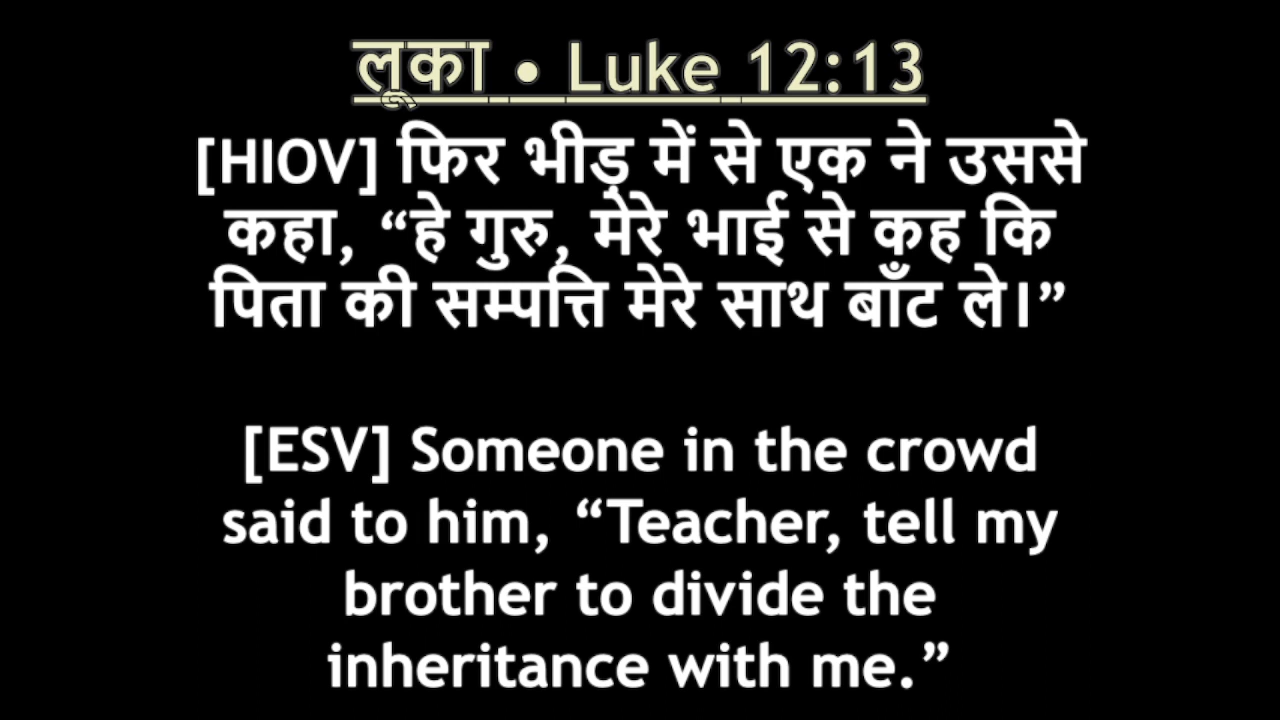 लूका • Luke 12:13
[HIOV] फिर भीड़ में से एक ने उससे
कहा, “हे गुरु, मेरे भाई से कह कि
पिता की सम्पत्ति मेरे साथ बाँट ले।”
[ESV] Someone in the crowd
said to him, “Teacher, tell my
brother to divide the
inheritance with me.”